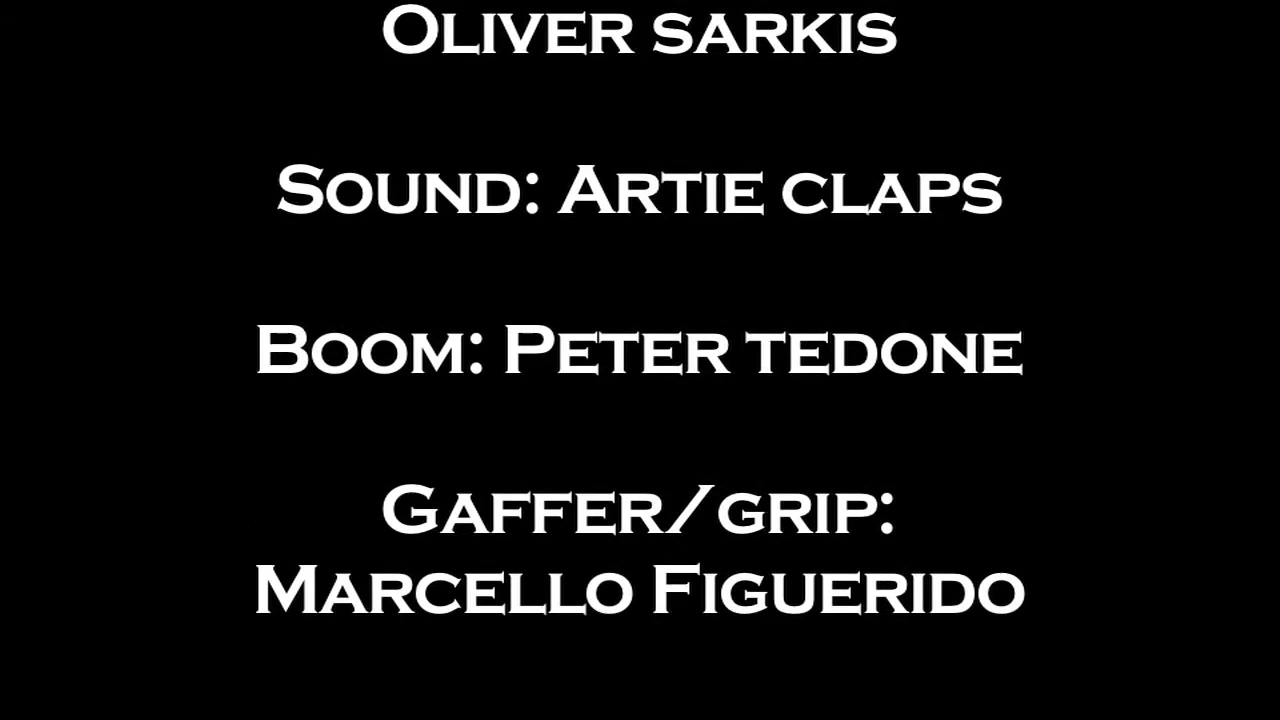 Oliver sarkis
Sound: Artie claps
Boom: Peter tedone
Gaffer/grip:
Marcello Figuerido